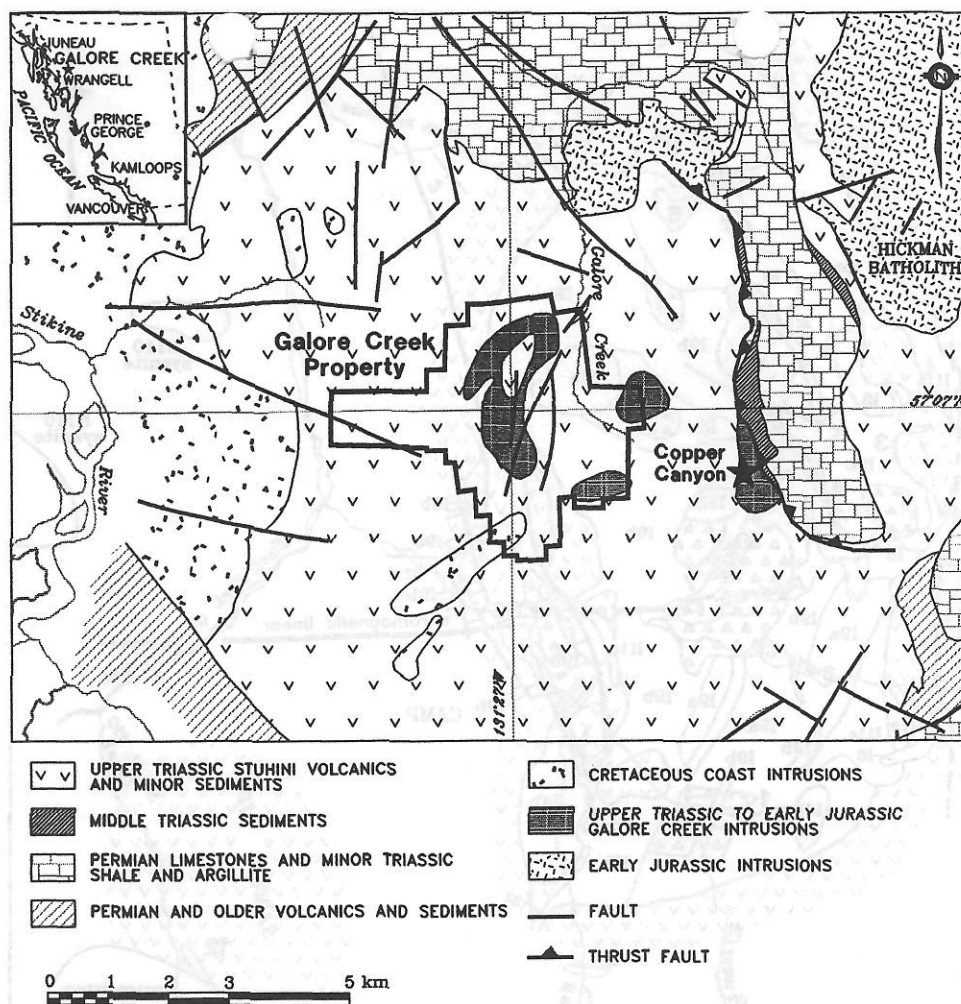 JUNEAU
GALORE CREEK
WRANGELL
PACIFIC OCEAN
PRINCE
GEORGE
KAMLOOPS
VANCOUVER
N
HICKMAN
BATHOLITH
Stikine
River
Galore Creek
Property
Galore
Creek
57°07'N
Copper
Canyon
131°27'W
CAMP
UPPER TRIASSIC STUHINI VOLCANICS
AND MINOR SEDIMENTS
MIDDLE TRIASSIC SEDIMENTS
PERMIAN LIMESTONES AND MINOR TRIASSIC
SHALE AND ARGILLITE
PERMIAN AND OLDER VOLCANICS AND SEDIMENTS
CRETACEOUS COAST INTRUSIONS
UPPER TRIASSIC TO EARLY JURASSIC
GALORE CREEK INTRUSIONS
EARLY JURASSIC INTRUSIONS
FAULT
THRUST FAULT
0 1 2 3 5 km